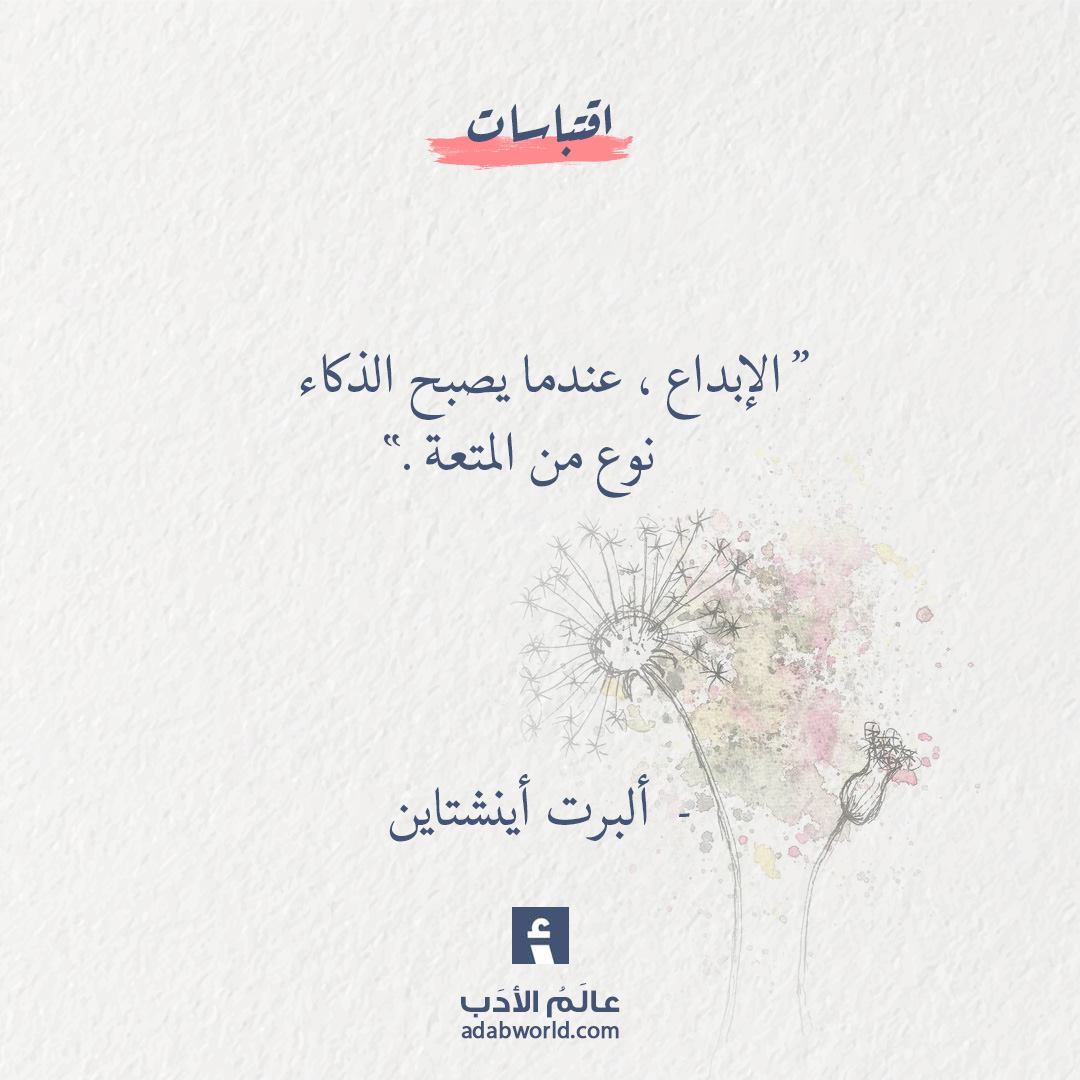 اقتباسات
” الإبداع ، عندما يصبح الذكاء
نوع من المتعة .“
- ألبرت أينشتاين
أ
عالَمُ الأدَب
adabworld.com